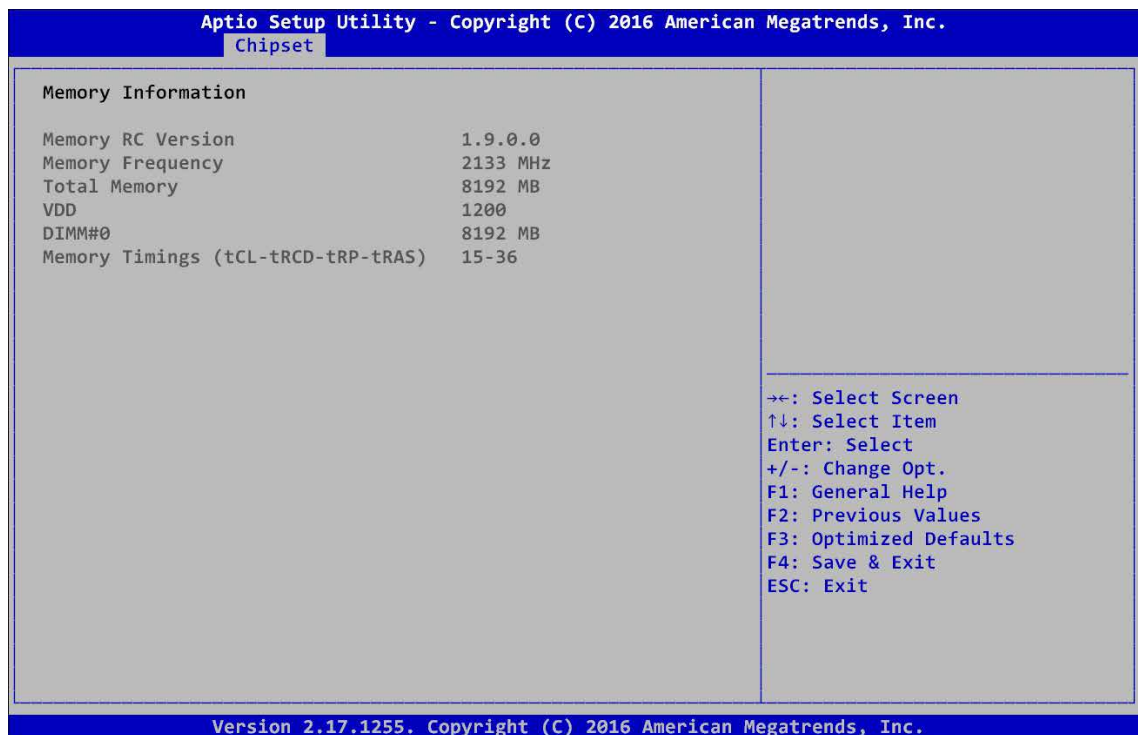 Aptio Setup Utility - Copyright (C) 2016 American Megatrends, Inc.
Chipset
Memory Information
Memory RC Version 1.9.0.0
Memory Frequency 2133 MHz
Total Memory 8192 MB
VDD 1200
DIMM#0 8192 MB
Memory Timings (tCL-tRCD-tRP-tRAS) 15-36
→←: Select Screen
↑↓: Select Item
Enter: Select
+/-: Change Opt.
F1: General Help
F2: Previous Values
F3: Optimized Defaults
F4: Save & Exit
ESC: Exit
Version 2.17.1255. Copyright (C) 2016 American Megatrends, Inc.